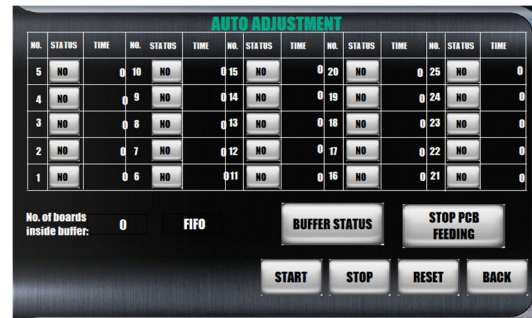 AUTO ADJUSTMENT
NO. STATUS TIME NO. STATUS TIME NO. STATUS TIME NO. STATUS TIME NO. STATUS TIME
5 NO 0 10 NO 0 15 NO 0 20 NO 0 25 NO 0
4 NO 0 9 NO 0 14 NO 0 19 NO 0 24 NO 0
3 NO 0 8 NO 0 13 NO 0 18 NO 0 23 NO 0
2 NO 0 7 NO 0 12 NO 0 17 NO 0 22 NO 0
1 NO 0 6 NO 0 11 NO 0 16 NO 0 21 NO 0
No. of boards
inside buffer: 0 FIFO BUFFER STATUS STOP PCB
FEEDING
START STOP RESET BACK